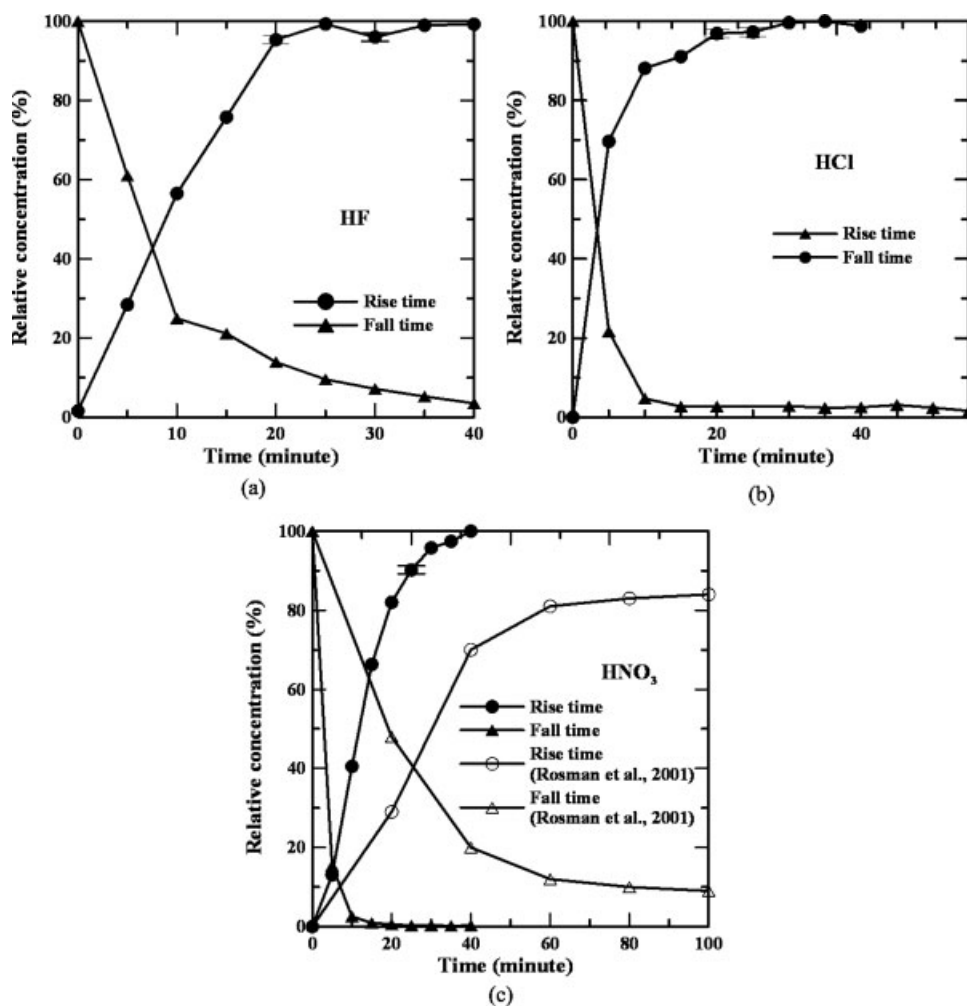 100
80
60
40
20
0
Relative concentration (%)
HF
Rise time
Fall time
0 10 20 30 40
Time (minute)
(a)
100
80
60
40
20
0
Relative concentration (%)
HCl
Rise time
Fall time
0 20 40
Time (minute)
(b)
100
80
60
40
20
0
Relative concentration (%)
HNO₃
Rise time
Fall time
Rise time
(Rosman et al., 2001)
Fall time
(Rosman et al., 2001)
0 20 40 60 80 100
Time (minute)
(c)